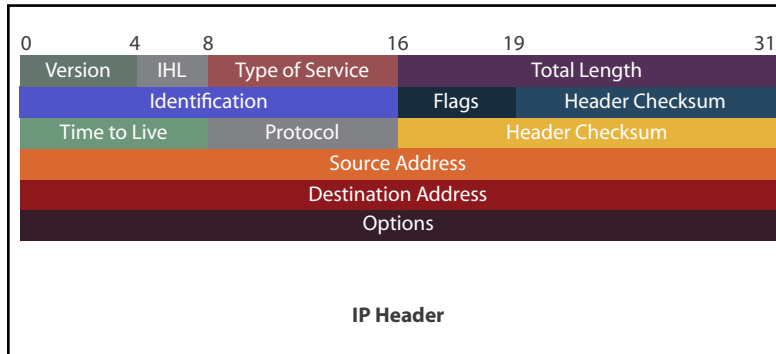 0 4 8 16 19 31
Version IHL Type of Service Total Length
Identification Flags Header Checksum
Time to Live Protocol Header Checksum
Source Address
Destination Address
Options
IP Header